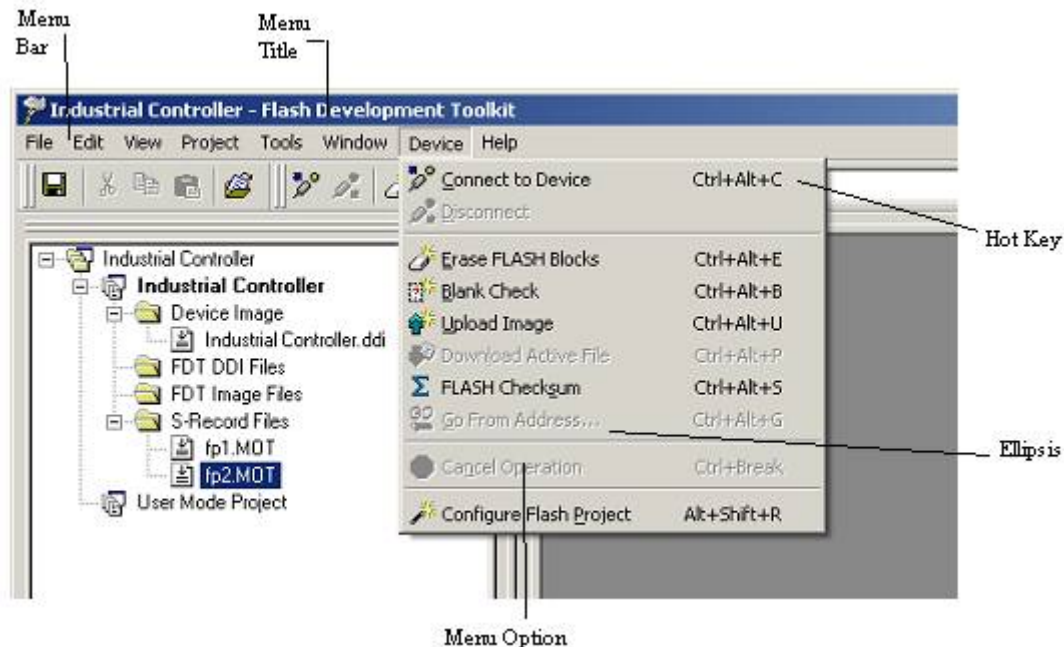 Menu
Bar
Menu
Title
Industrial Controller - Flash Development Toolkit
File Edit View Project Tools Window Device Help
Connect to Device Ctrl+Alt+C
Disconnect
Hot Key
Erase FLASH Blocks Ctrl+Alt+E
Blank Check Ctrl+Alt+B
Upload Image Ctrl+Alt+U
Download Active File Ctrl+Alt+P
FLASH Checksum Ctrl+Alt+S
Go From Address... Ctrl+Alt+G
Ellipsis
Cancel Operation Ctrl+Break
Configure Flash Project Alt+Shift+R
Industrial Controller
Industrial Controller
Device Image
Industrial Controller.ddi
FDT DDI Files
FDT Image Files
S-Record Files
fp1.MOT
fp2.MOT
User Mode Project
Menu Option